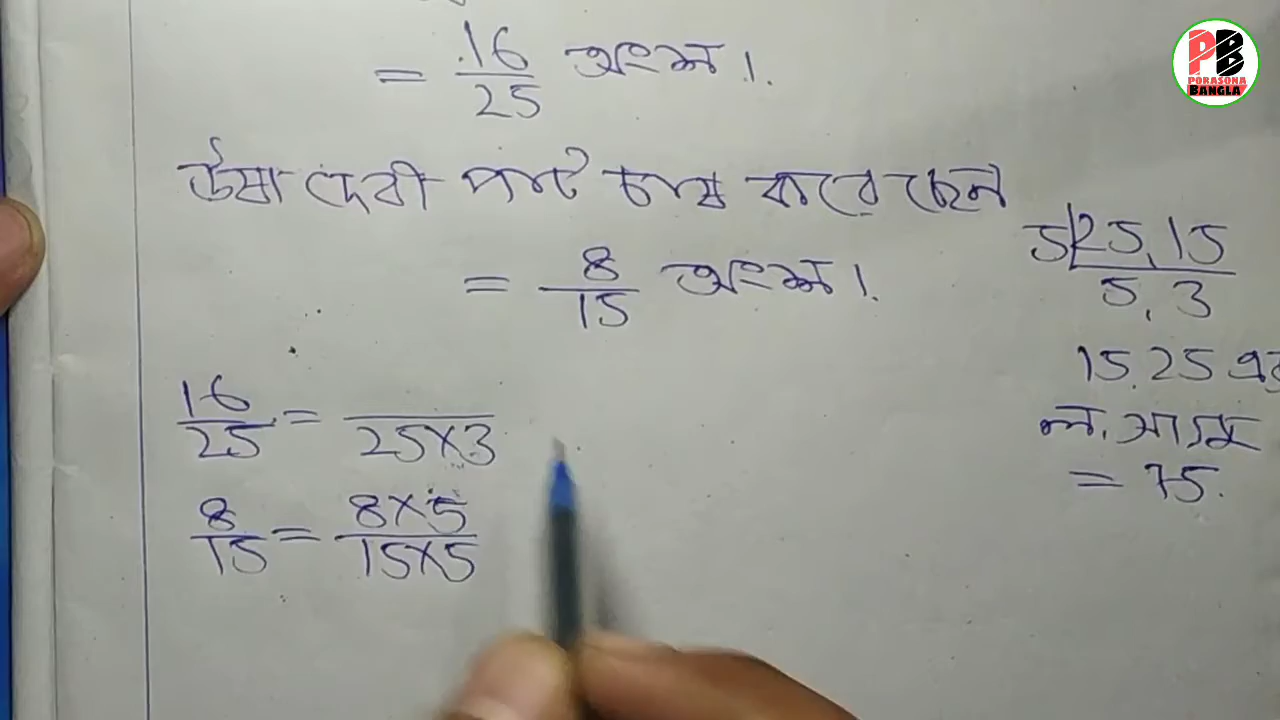 = 16/25 অংশ।
PB
PORASONA
BANGLA
উষা দেবী পাট চাষ করেছেন
= 8/15 অংশ।
5|25, 15
5, 3
15, 25 এর
ল. সা. গু
= 75.
16/25 = /25×3
8/15 = 8×5/15×5